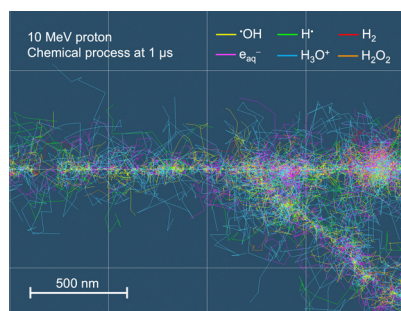 10 MeV proton
Chemical process at 1 μs
•OH H• H₂
eaq⁻ H₃O⁺ H₂O₂
500 nm